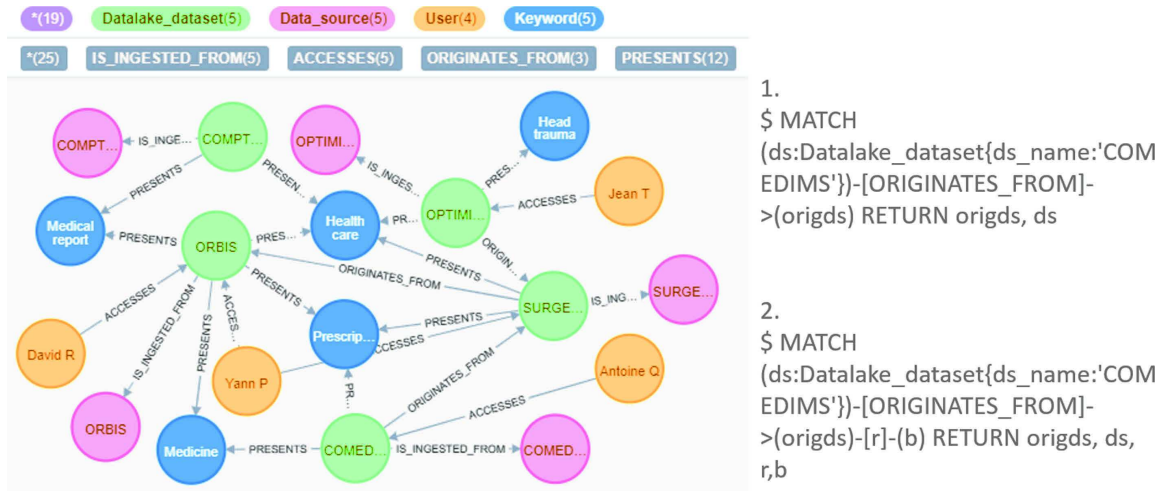 *(19) Datalake_dataset(5) Data_source(5) User(4) Keyword(5)
*(25) IS_INGESTED_FROM(5) ACCESSES(5) ORIGINATES_FROM(3) PRESENTS(12)
Head
trauma
COMPT...
IS_INGE...
COMPT...
OPTIMI...
PRESENTS
PRESEN...
IS_INGES...
PRES...
Jean T
ACCESSES
Medical
report
PRESENTS
ORBIS
PRES...
Health
care
PR...
OPTIMI...
ORIGIN...
PRESENTS
ORIGINATES_FROM
ACCESSES
IS_INGESTED_FROM
PRESENTS
ACCES...
PRESENTS
SURGE...
IS_ING...
SURGE...
Prescrip...
PRESENTS
CCESSES
David R
Yann P
ORIGINATES_FROM
Antoine Q
PR...
ACCESSES
ORBIS
Medicine
PRESENTS
COMED...
IS_INGESTED_FROM
COMED...
1.
$ MATCH
(ds:Datalake_dataset{ds_name:'COM
EDIMS'})-[ORIGINATES_FROM]-
>(origds) RETURN origds, ds
2.
$ MATCH
(ds:Datalake_dataset{ds_name:'COM
EDIMS'})-[ORIGINATES_FROM]-
>(origds)-[r]-(b) RETURN origds, ds,
r,b